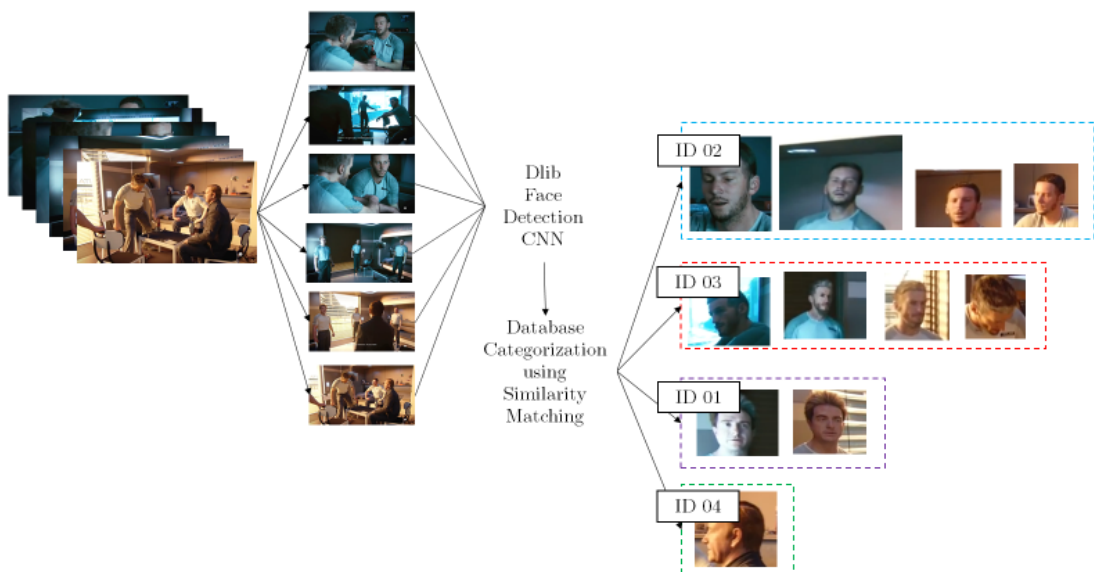 Dlib
Face
Detection
CNN
Database
Categorization
using
Similarity
Matching
ID 02
ID 03
ID 01
ID 04